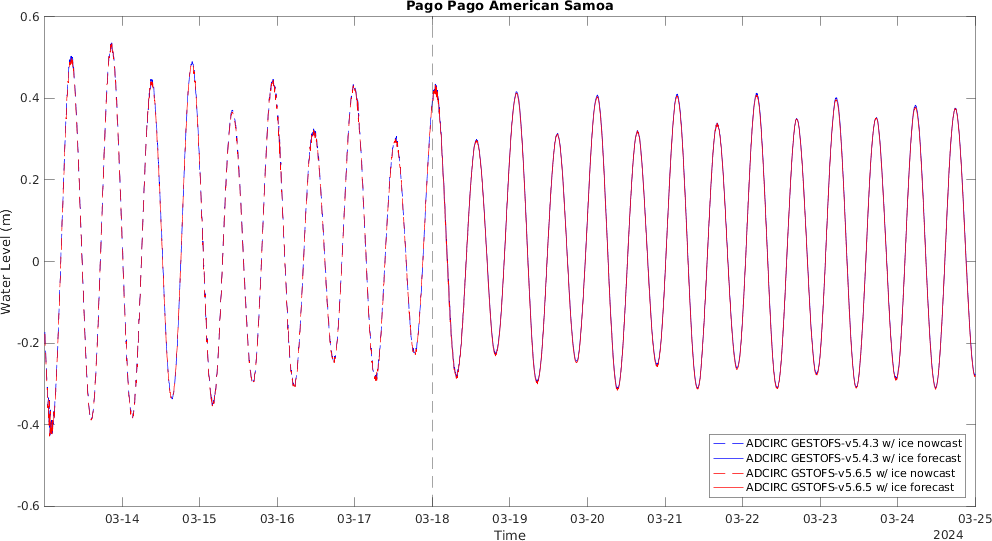 Pago Pago American Samoa
0.6
0.4
0.2
0
-0.2
-0.4
-0.6
Water Level (m)
ADCIRC GESTOFS-v5.4.3 w/ ice nowcast
ADCIRC GESTOFS-v5.4.3 w/ ice forecast
ADCIRC GSTOFS-v5.6.5 w/ ice nowcast
ADCIRC GSTOFS-v5.6.5 w/ ice forecast
03-14 03-15 03-16 03-17 03-18 03-19 03-20 03-21 03-22 03-23 03-24 03-25
Time
2024